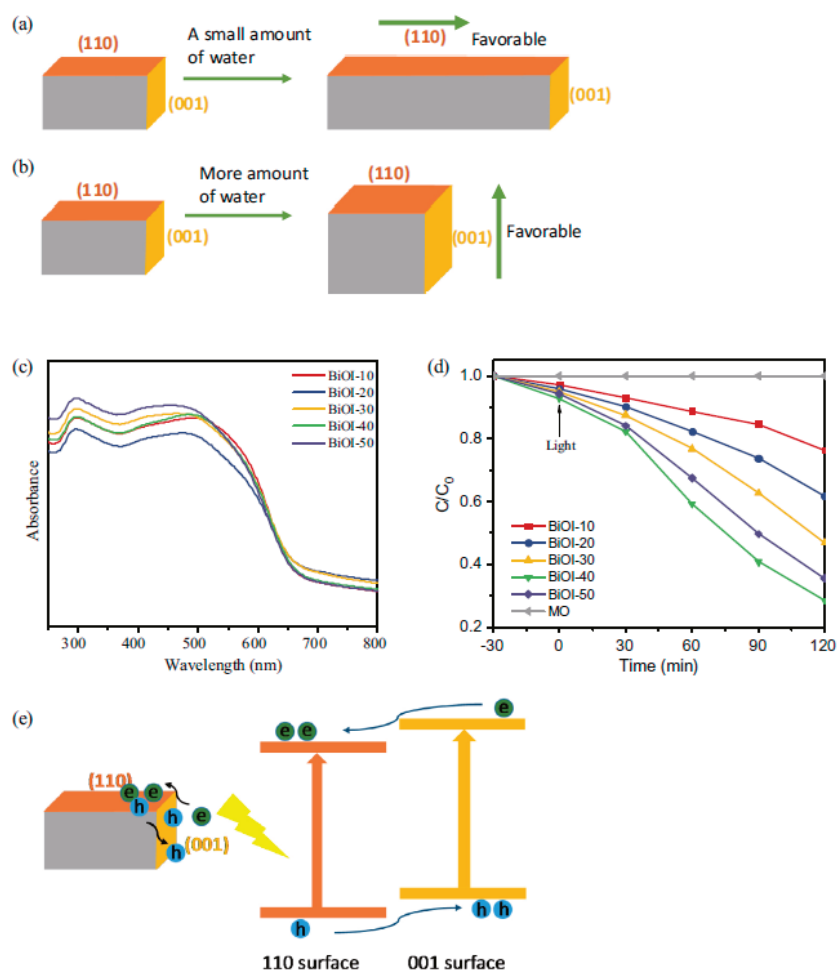 (a)
A small amount
of water
(110)
(001)
(110)
Favorable
(001)
(b)
More amount
of water
(110)
(001)
(110)
(001)
Favorable
(c)
BiOI-10
BiOI-20
BiOI-30
BiOI-40
BiOI-50
Absorbance
300 400 500 600 700 800
Wavelength (nm)
(d)
1.0
0.8
0.6
0.4
0.2
C/C0
Light
BiOI-10
BiOI-20
BiOI-30
BiOI-40
BiOI-50
MO
-30 0 30 60 90 120
Time (min)
(e)
(110)
e e
h h e
h
(001)
e e
e
h
h h
110 surface 001 surface